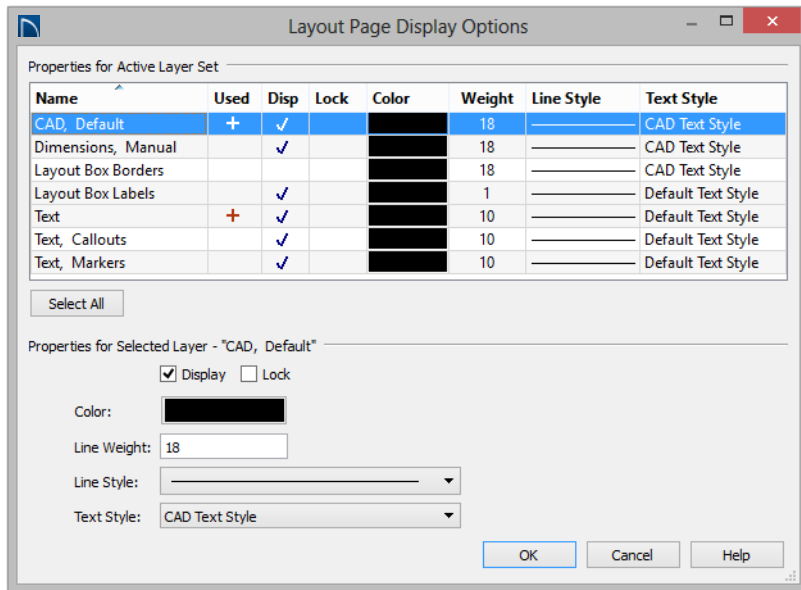 Layout Page Display Options
Properties for Active Layer Set
Name Used Disp Lock Color Weight Line Style Text Style
CAD, Default + ✓ 18 CAD Text Style
Dimensions, Manual ✓ 18 CAD Text Style
Layout Box Borders 18 CAD Text Style
Layout Box Labels ✓ 1 Default Text Style
Text + ✓ 10 Default Text Style
Text, Callouts ✓ 10 Default Text Style
Text, Markers ✓ 10 Default Text Style
Select All
Properties for Selected Layer - "CAD, Default"
Display Lock
Color:
Line Weight: 18
Line Style:
Text Style: CAD Text Style
OK Cancel Help